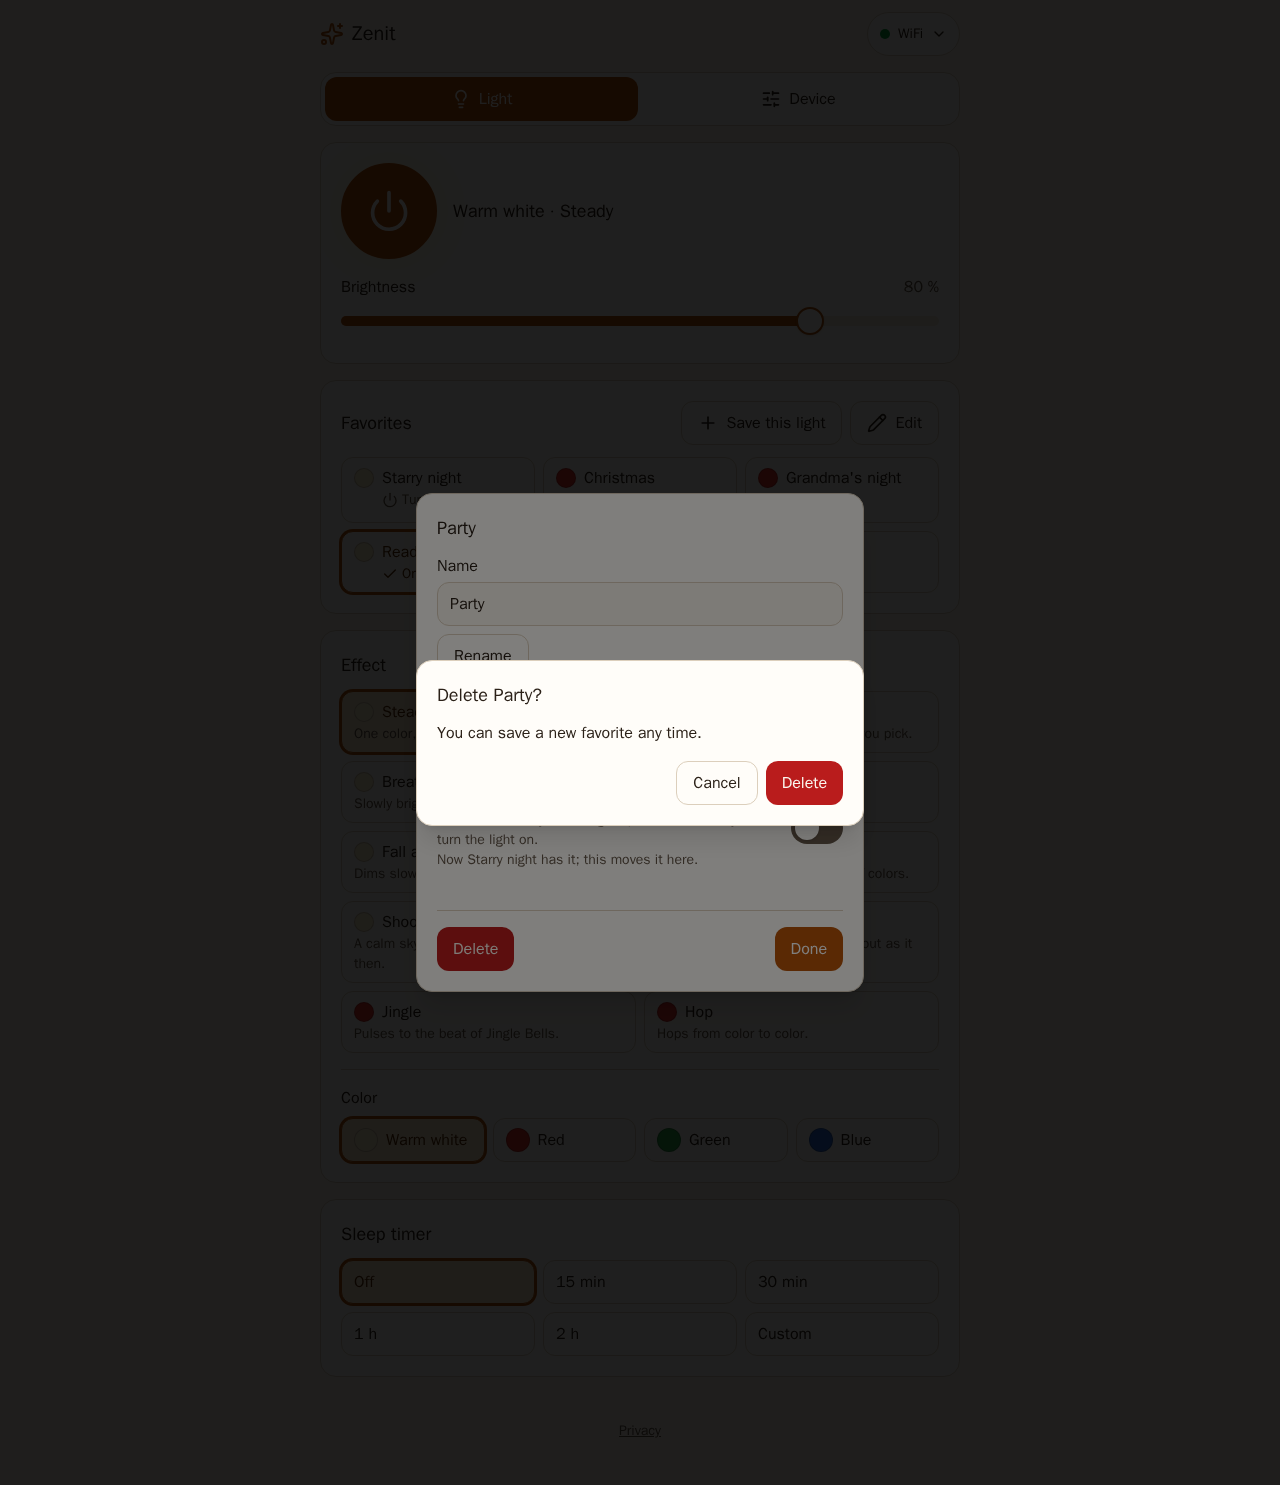 Zenit
WiFi
Light
Device
Warm white · Steady
Brightness
80 %
Favorites
Save this light
Edit
Starry night
Christmas
Grandma's night
Party
Name
Party
Rename
Delete Party?
You can save a new favorite any time.
Cancel
Delete
turn the light on.
Now Starry night has it; this moves it here.
Delete
Done
Effect
One color
you pick.
Slowly
Fall
Dims
colors.
A calm
out as it
then.
Jingle
Pulses to the beat of Jingle Bells.
Hop
Hops from color to color.
Color
Warm white
Red
Green
Blue
Sleep timer
Off
15 min
30 min
1 h
2 h
Custom
Privacy